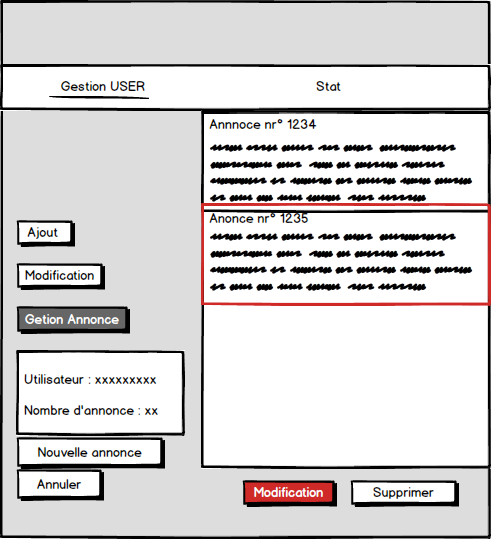 Gestion USER
Stat
Annnoce nr° 1234
Anonce nr° 1235
Ajout
Modification
Getion Annonce
Utilisateur : xxxxxxxxx
Nombre d'annonce : xx
Nouvelle annonce
Annuler
Modification
Supprimer